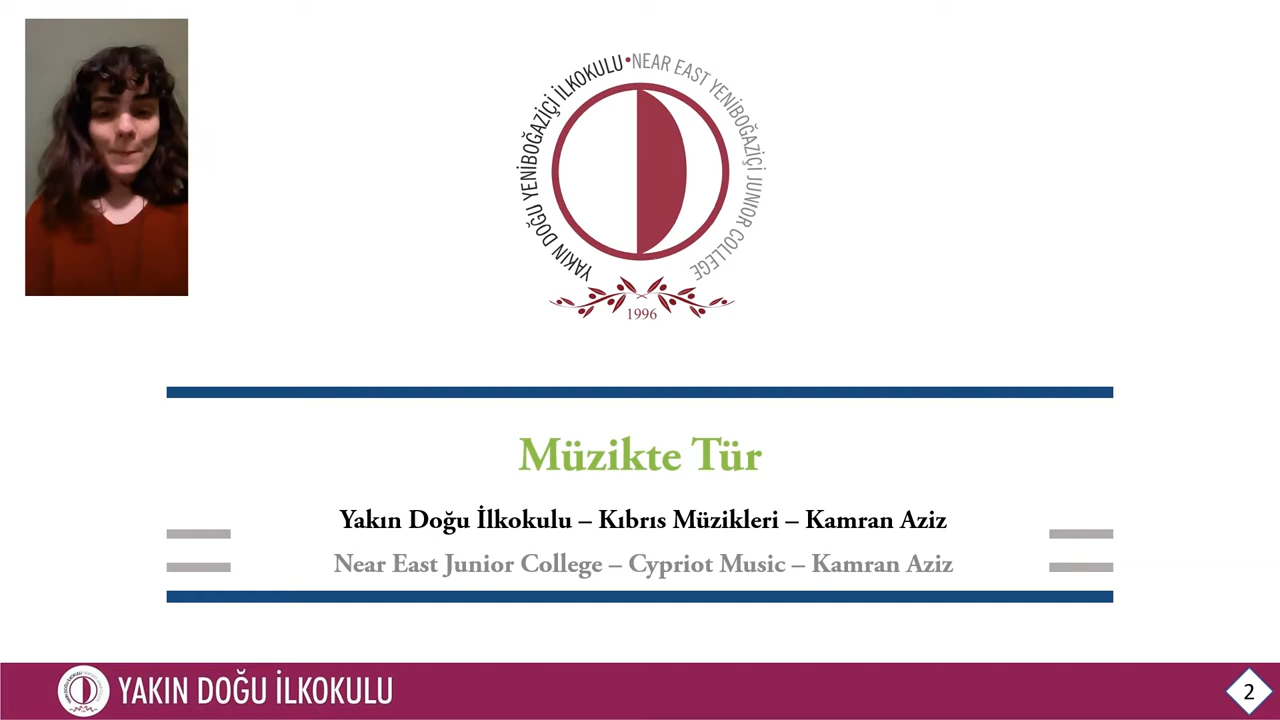 YAKIN DOĞU YENİBOĞAZİÇİ İLKOKULU•NEAR EAST YENİBOĞAZİÇİ JUNIOR COLLEGE
1996
Müzikte Tür
Yakın Doğu İlkokulu – Kıbrıs Müzikleri – Kamran Aziz
Near East Junior College – Cypriot Music – Kamran Aziz
YAKIN DOĞU İLKOKULU
2